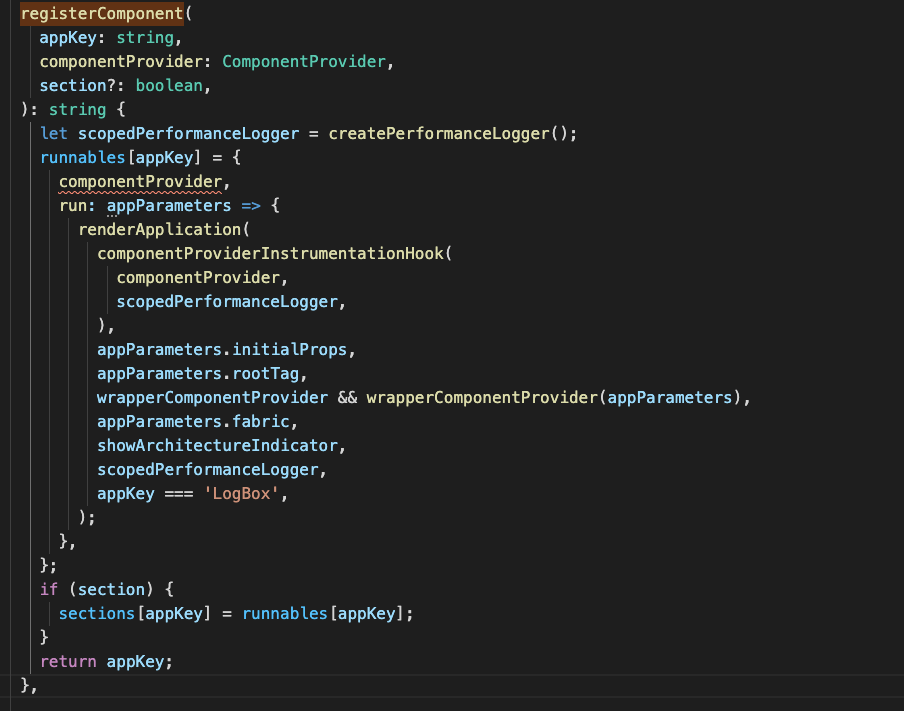 registerComponent(
appKey: string,
componentProvider: ComponentProvider,
section?: boolean,
): string {
let scopedPerformanceLogger = createPerformanceLogger();
runnables[appKey] = {
componentProvider,
run: appParameters => {
renderApplication(
componentProviderInstrumentationHook(
componentProvider,
scopedPerformanceLogger,
),
appParameters.initialProps,
appParameters.rootTag,
wrapperComponentProvider && wrapperComponentProvider(appParameters),
appParameters.fabric,
showArchitectureIndicator,
scopedPerformanceLogger,
appKey === 'LogBox',
);
},
};
if (section) {
sections[appKey] = runnables[appKey];
}
return appKey;
},